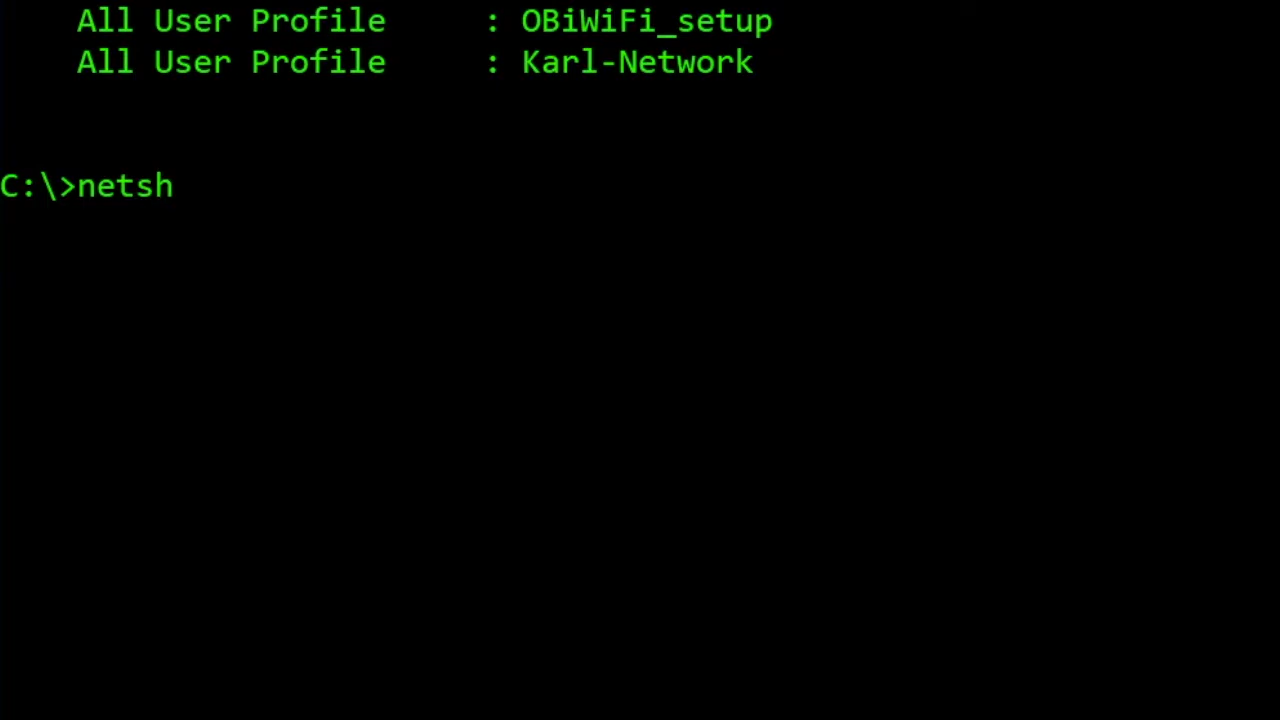 All User Profile     : OBiWiFi_setup
All User Profile     : Karl-Network
C:\>netsh